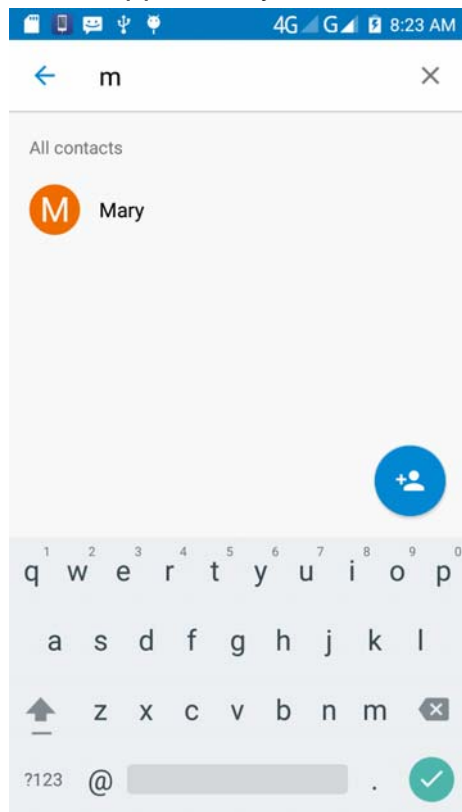 4G G 8:23 AM
m
All contacts
M Mary
1 2 3 4 5 6 7 8 9 0
q w e r t y u i o p
a s d f g h j k l
z x c v b n m
?123 @ .